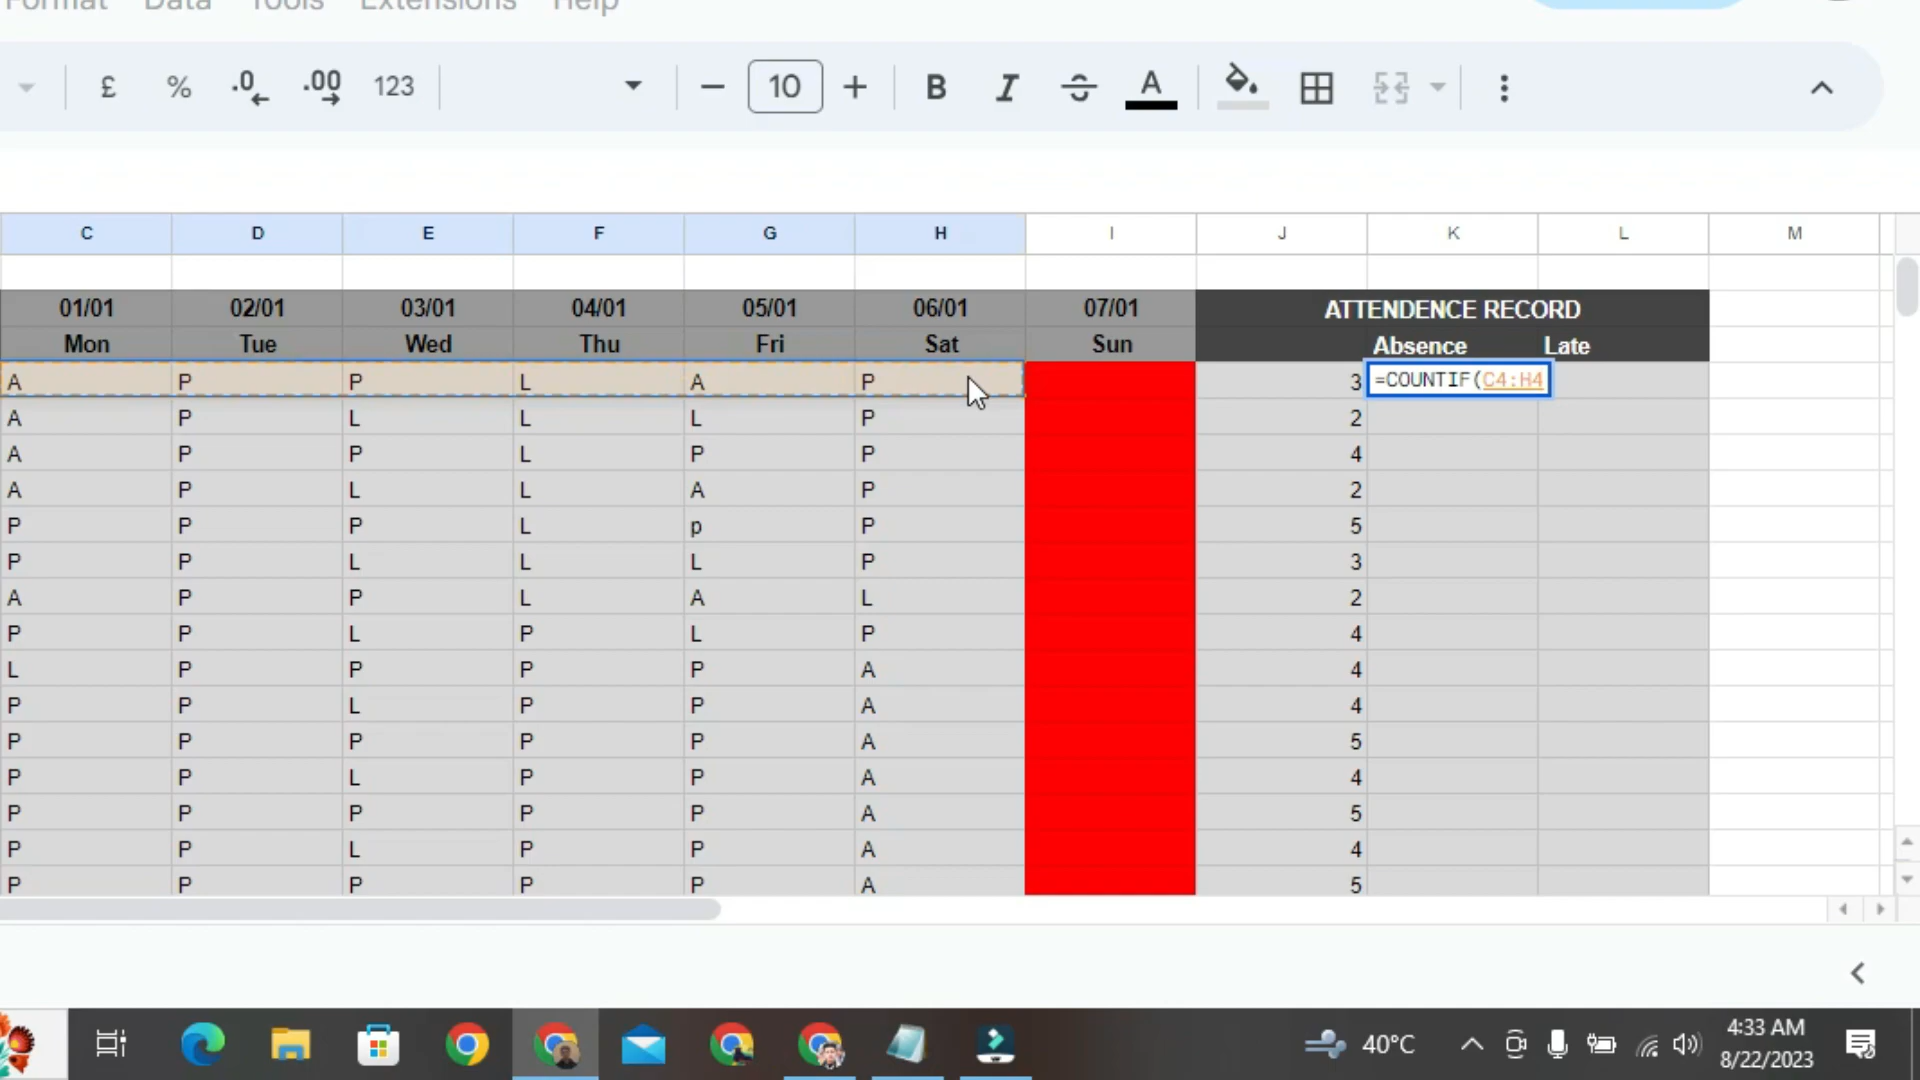 Format Data Tools Extensions Help
£ % .0 .00 123 10 B I A
C D E F G H I J K L M
01/01 02/01 03/01 04/01 05/01 06/01 07/01 ATTENDENCE RECORD
Mon Tue Wed Thu Fri Sat Sun Absence Late
A P P L A P 3 =COUNTIF(C4:H4
A P L L L P 2
A P P L P P 4
A P L L A P 2
P P P L p P 5
P P L L L P 3
A P P L A L 2
P P L P L P 4
L P P P P A 4
P P L P P A 4
P P P P P A 5
P P L P P A 4
P P P P P A 5
P P L P P A 4
P P P P P A 5
40°C 4:33 AM
8/22/2023